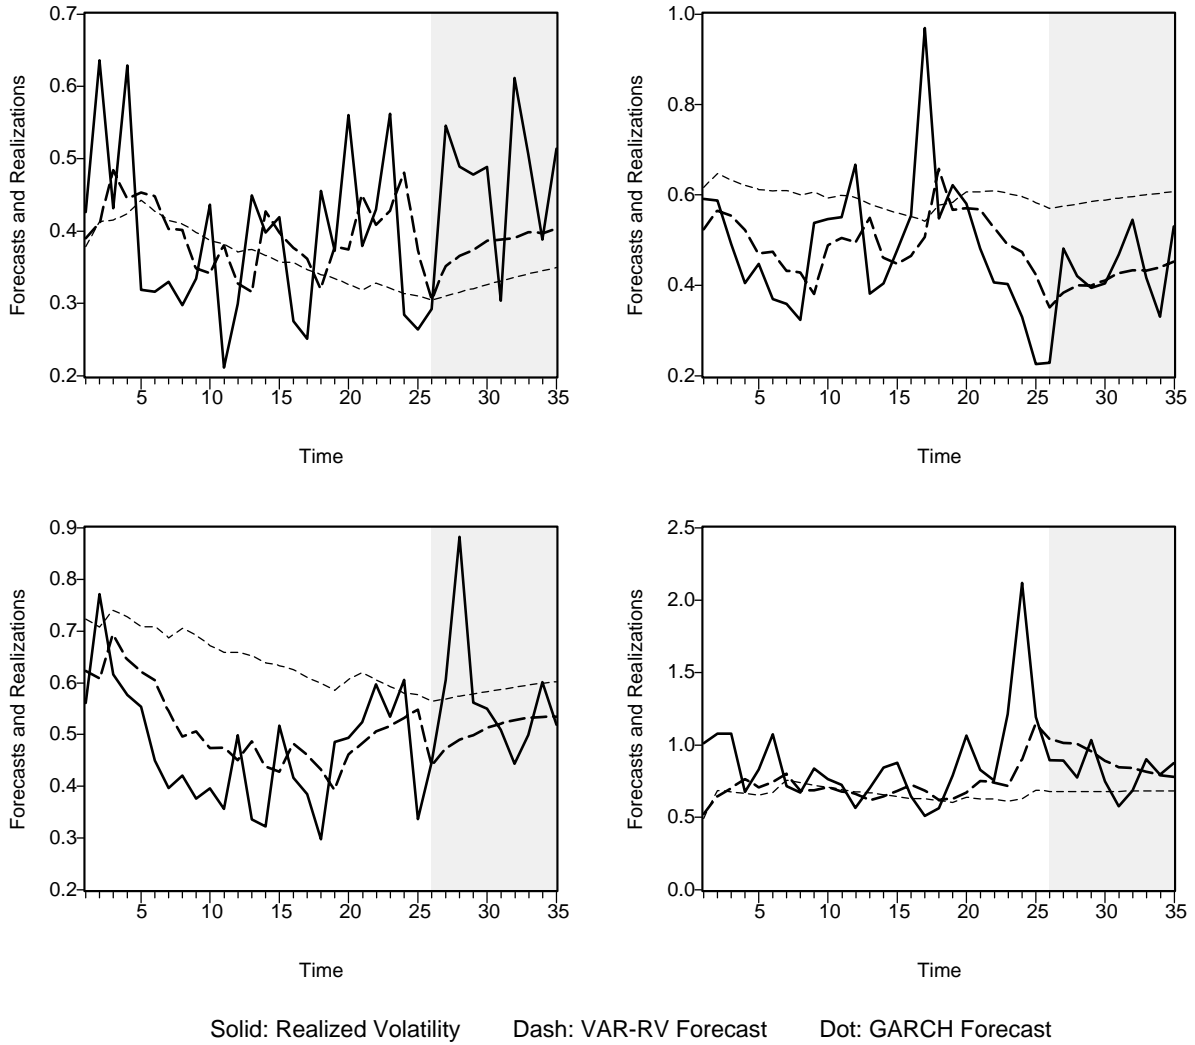 0.7
0.6
0.5
0.4
0.3
0.2
Forecasts and Realizations
5 10 15 20 25 30 35
Time
1.0
0.8
0.6
0.4
0.2
Forecasts and Realizations
5 10 15 20 25 30 35
Time
0.9
0.8
0.7
0.6
0.5
0.4
0.3
0.2
Forecasts and Realizations
5 10 15 20 25 30 35
Time
2.5
2.0
1.5
1.0
0.5
0.0
Forecasts and Realizations
5 10 15 20 25 30 35
Time
Solid: Realized Volatility Dash: VAR-RV Forecast Dot: GARCH Forecast